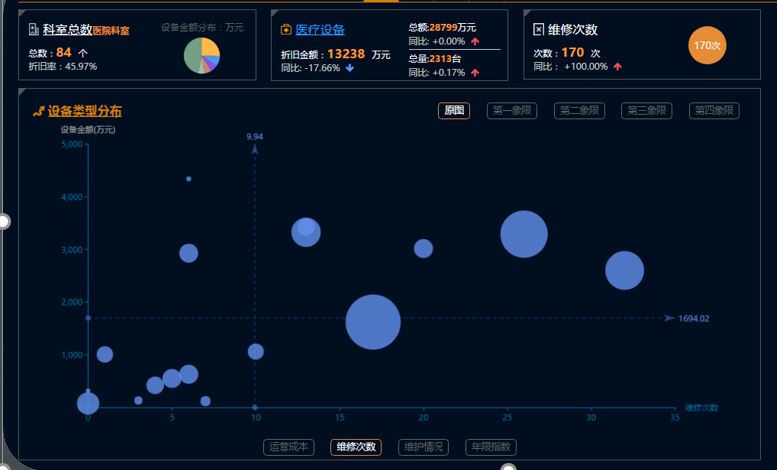 科室总数医院科室
设备金额分布：万元
总数：84 个
折旧率：45.97%
医疗设备
折旧金额：13238 万元
同比: -17.66%
总额:28799万元
同比: +0.00%
总量:2313台
同比: +0.17%
维修次数
次数：170 次
同比： +100.00%
170次
设备类型分布
原图
第一象限
第二象限
第三象限
第四象限
设备金额(万元)
9.94
5,000
4,000
3,000
2,000
1694.02
1,000
0
5
10
15
20
25
30
35
维修次数
运营成本
维修次数
维护情况
年限指数